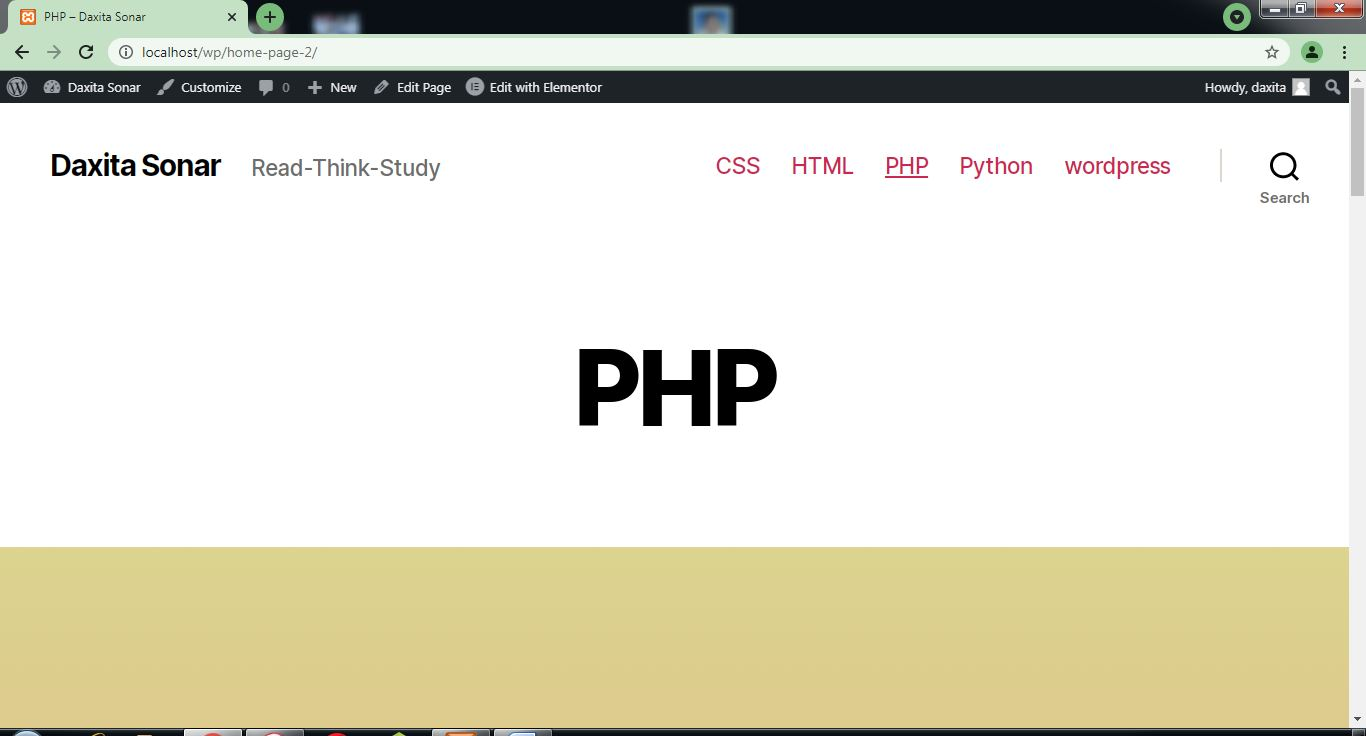 PHP – Daxita Sonar
localhost/wp/home-page-2/
Daxita Sonar Customize 0 New Edit Page Edit with Elementor Howdy, daxita
Daxita Sonar Read-Think-Study CSS HTML PHP Python wordpress
Search
PHP